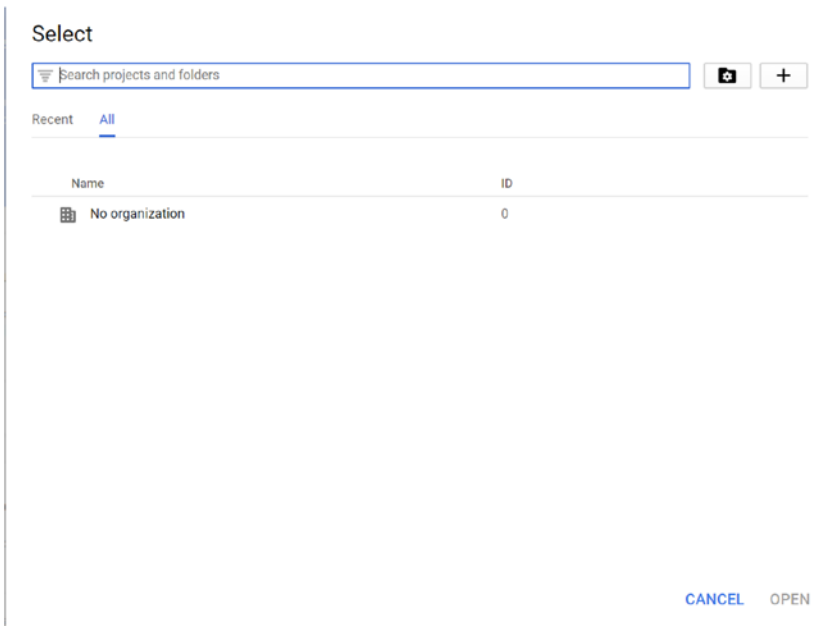 Select
Search projects and folders
Recent All
Name ID
No organization 0
CANCEL OPEN